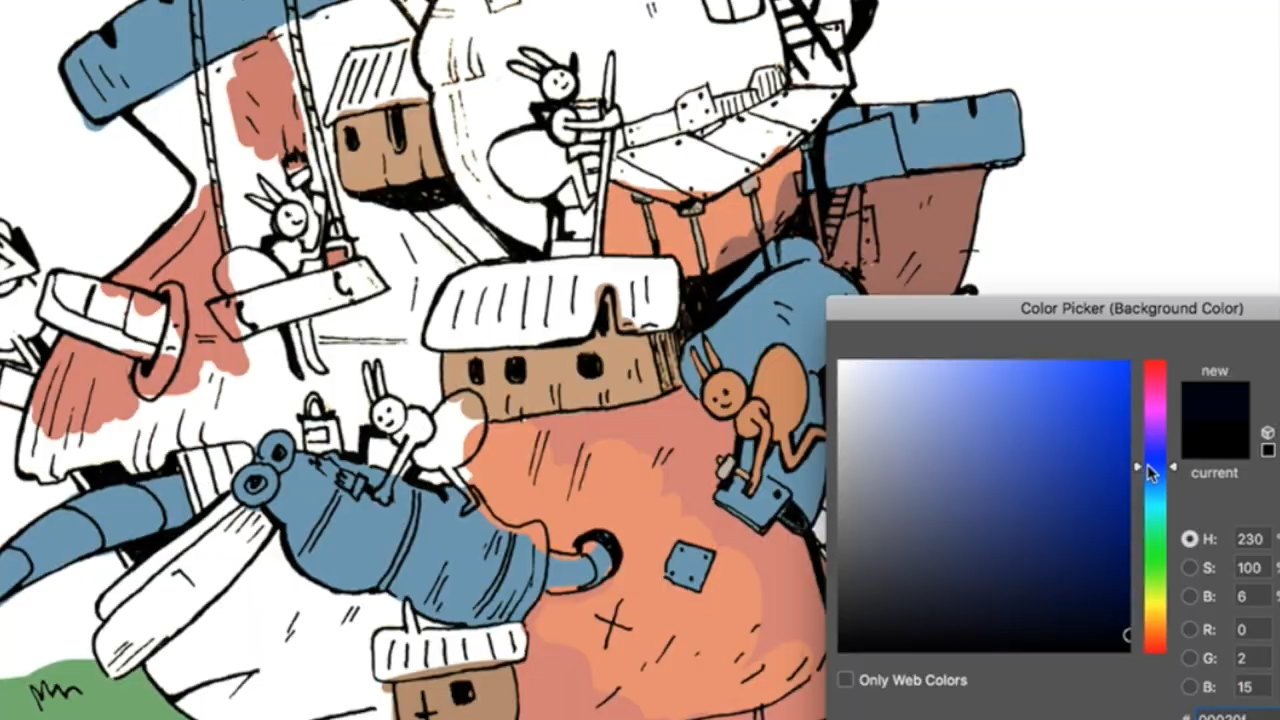 Color Picker (Background Color)
new
current
H: 230 °
S: 100 %
B: 6 %
R: 0
G: 2
B: 15
Only Web Colors
#